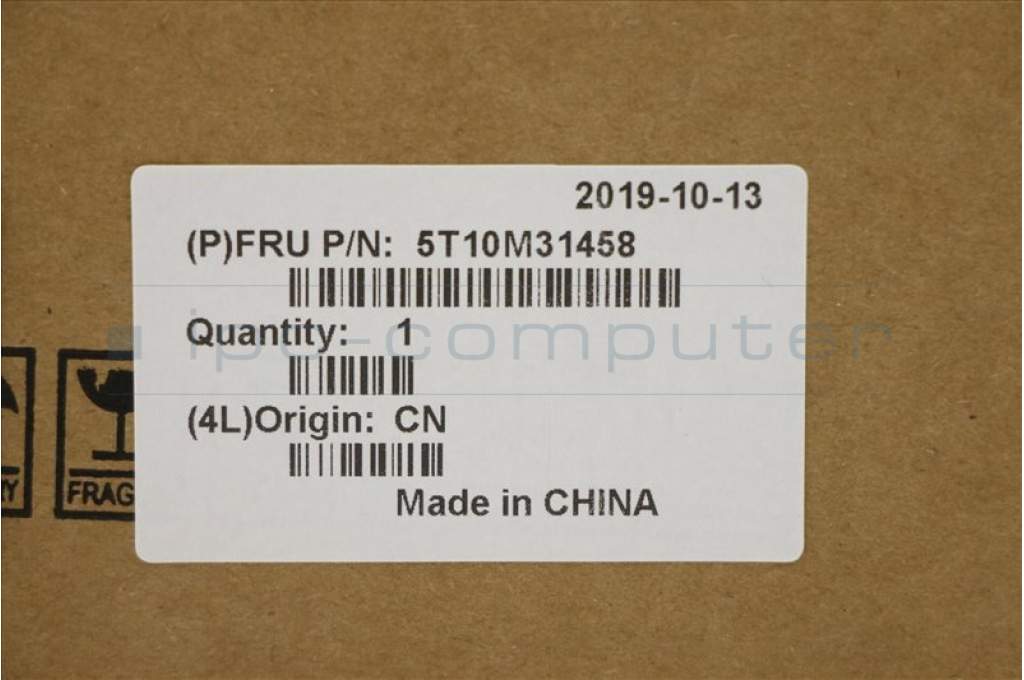 2019-10-13
(P)FRU P/N: 5T10M31458
Quantity: 1
(4L)Origin: CN
Made in CHINA
ipc-computer
FRAG